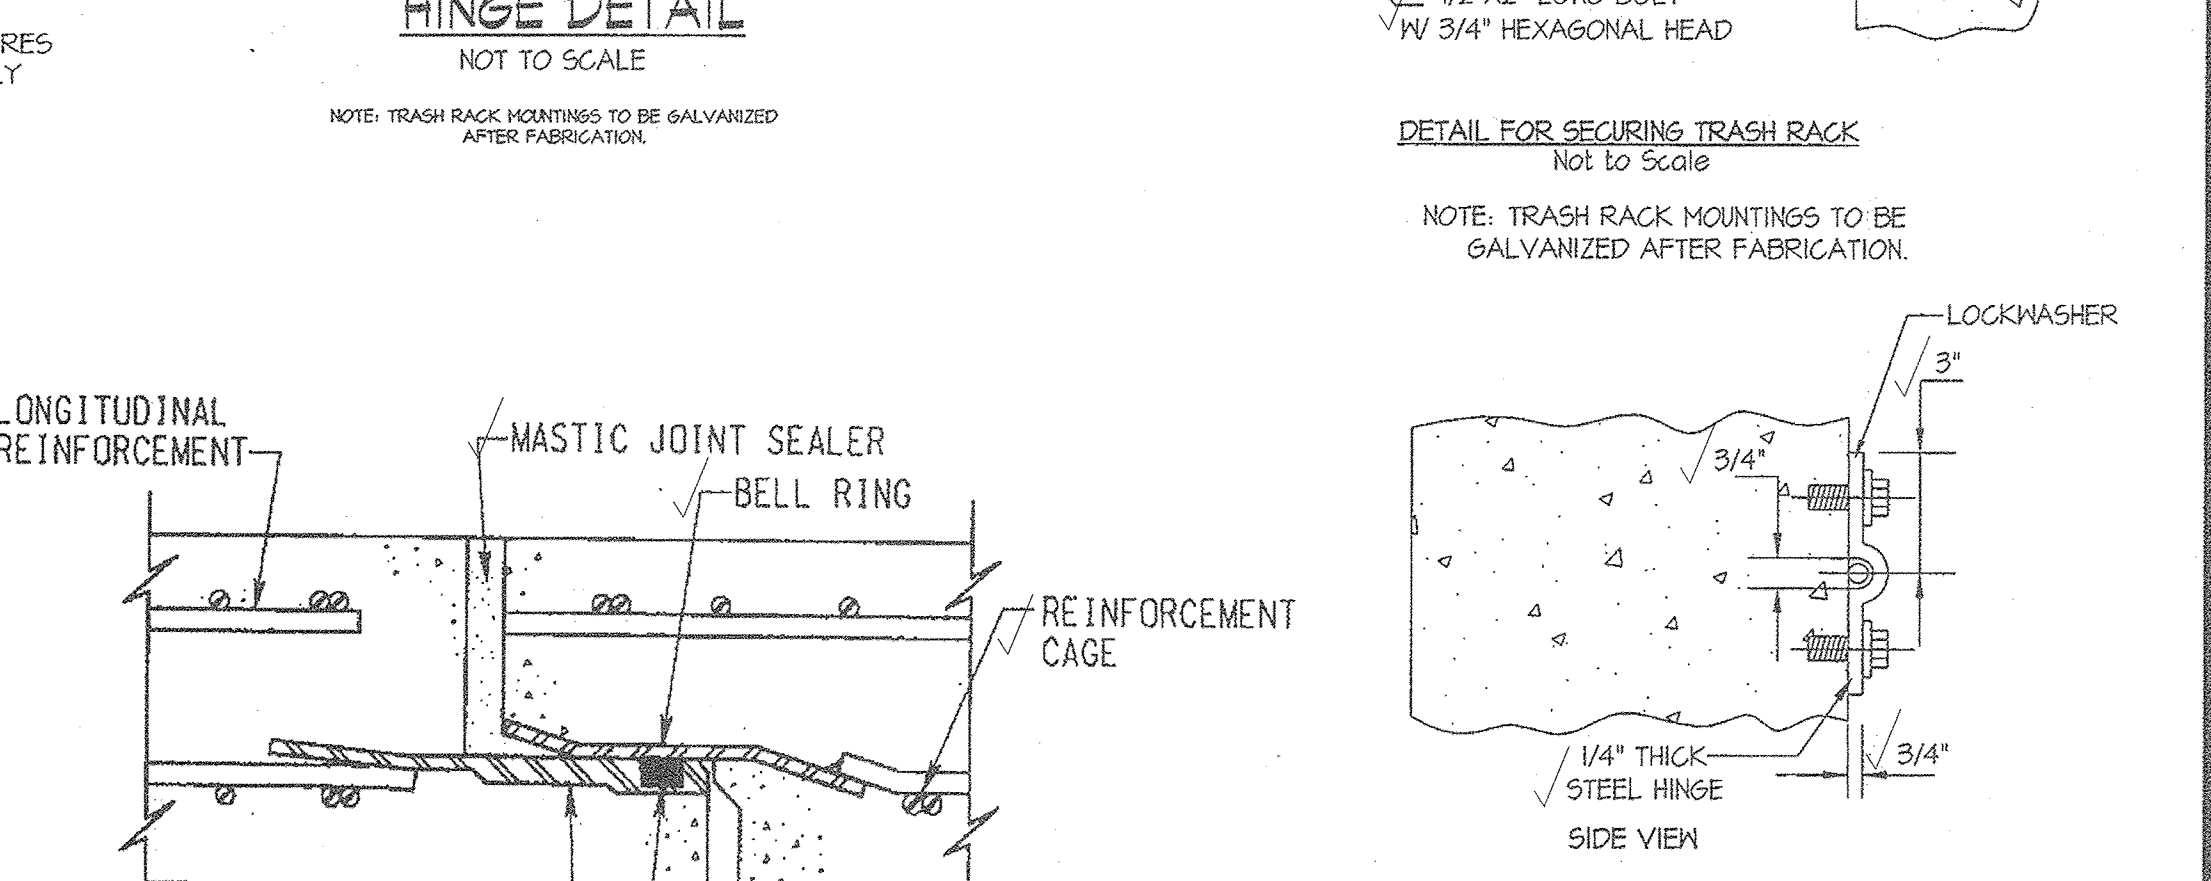 HINGE DETAIL
NOT TO SCALE
NOTE: TRASH RACK MOUNTINGS TO BE GALVANIZED
AFTER FABRICATION.
W/ 3/4" HEXAGONAL HEAD
DETAIL FOR SECURING TRASH RACK
Not to Scale
NOTE: TRASH RACK MOUNTINGS TO BE
GALVANIZED AFTER FABRICATION.
LONGITUDINAL
REINFORCEMENT
MASTIC JOINT SEALER
BELL RING
REINFORCEMENT
CAGE
LOCKWASHER
3"
3/4"
1/4" THICK
STEEL HINGE
3/4"
SIDE VIEW